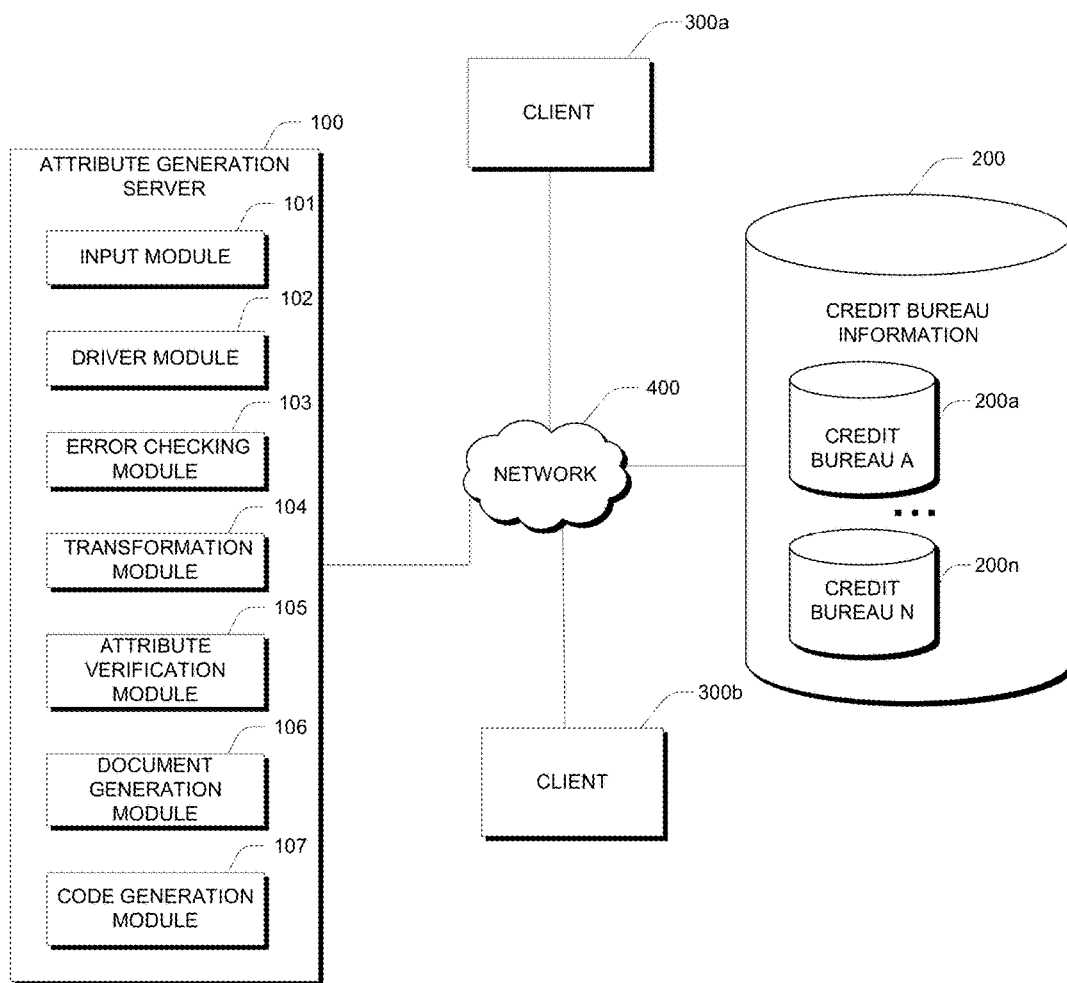 300a
CLIENT
100
ATTRIBUTE GENERATION
SERVER
101
INPUT MODULE
102
DRIVER MODULE
103
ERROR CHECKING
MODULE
104
TRANSFORMATION
MODULE
105
ATTRIBUTE
VERIFICATION
MODULE
106
DOCUMENT
GENERATION
MODULE
107
CODE GENERATION
MODULE
400
NETWORK
300b
CLIENT
200
CREDIT BUREAU
INFORMATION
200a
CREDIT
BUREAU A
...
200n
CREDIT
BUREAU N